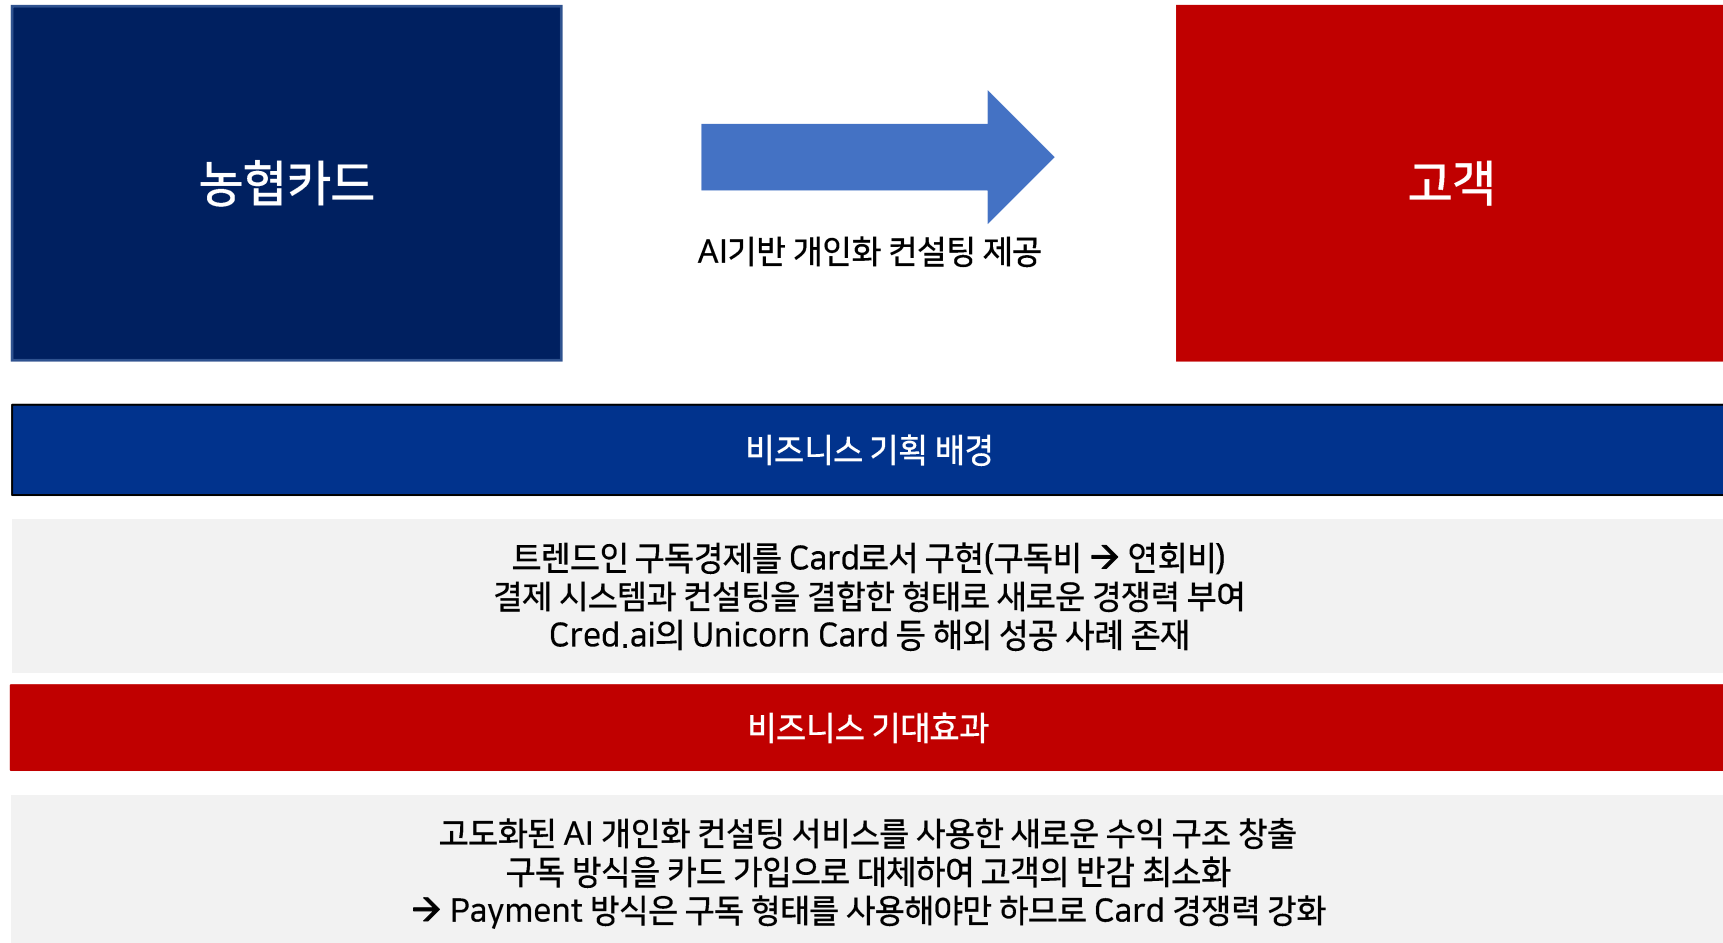 농협카드
고객
AI기반 개인화 컨설팅 제공
비즈니스 기획 배경
트렌드인 구독경제를 Card로서 구현(구독비 → 연회비)
결제 시스템과 컨설팅을 결합한 형태로 새로운 경쟁력 부여
Cred.ai의 Unicorn Card 등 해외 성공 사례 존재
비즈니스 기대효과
고도화된 AI 개인화 컨설팅 서비스를 사용한 새로운 수익 구조 창출
구독 방식을 카드 가입으로 대체하여 고객의 반감 최소화
→ Payment 방식은 구독 형태를 사용해야만 하므로 Card 경쟁력 강화